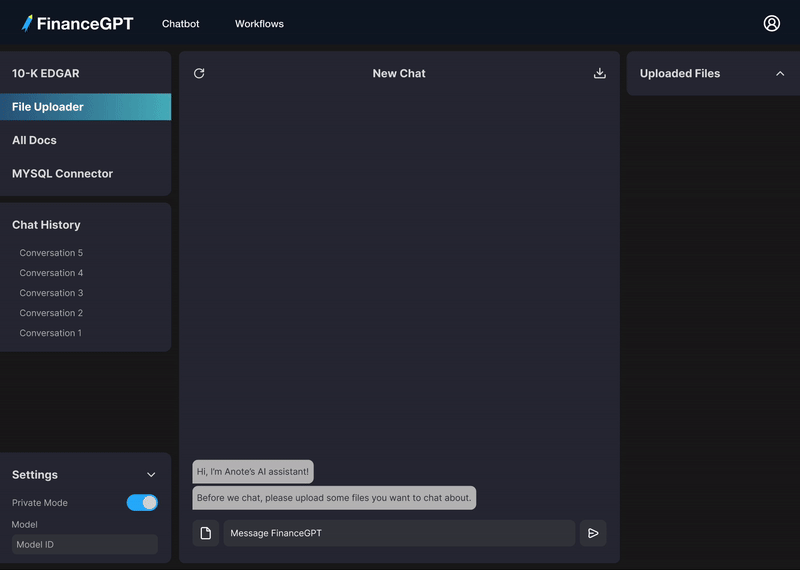 FinanceGPT
Chatbot
Workflows
10-K EDGAR
File Uploader
All Docs
MYSQL Connector
Chat History
Conversation 5
Conversation 4
Conversation 3
Conversation 2
Conversation 1
Settings
Private Mode
Model
Model ID
New Chat
Hi, I'm Anote's AI assistant!
Before we chat, please upload some files you want to chat about.
Message FinanceGPT
Uploaded Files